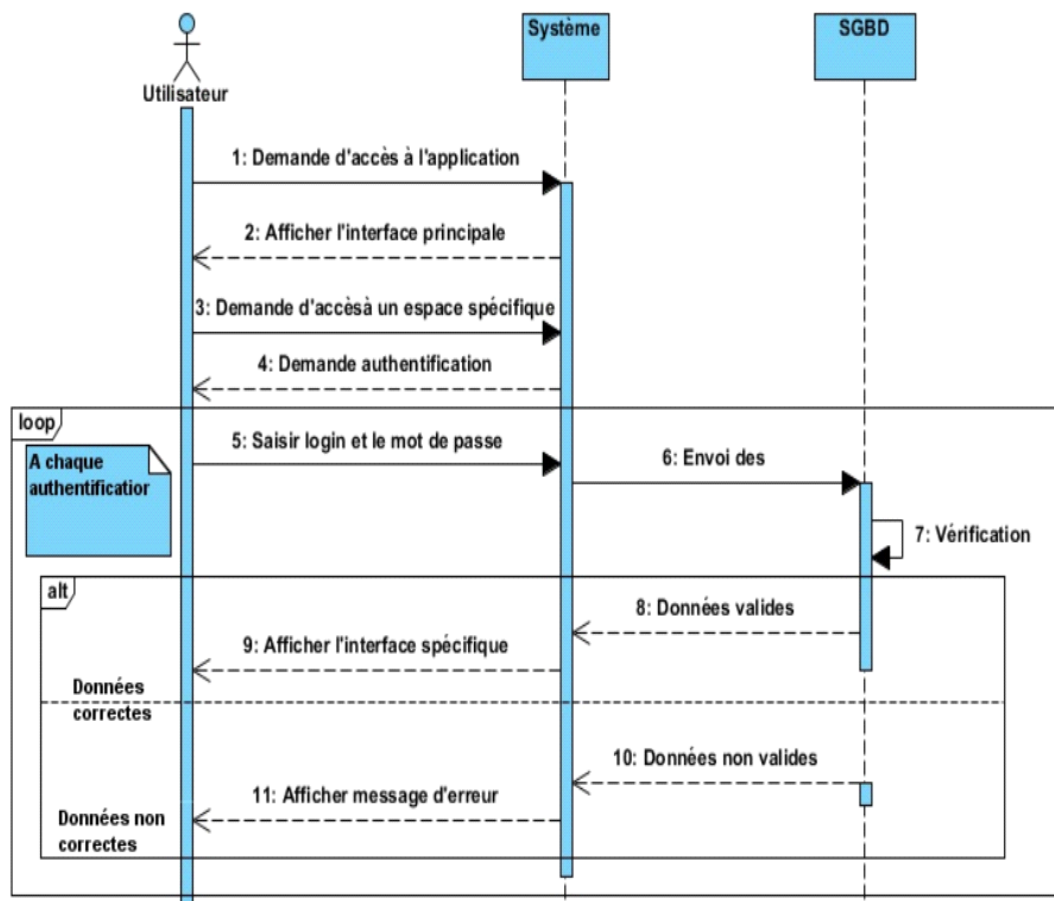 Système
SGBD
Utilisateur
1: Demande d'accès à l'application
2: Afficher l'interface principale
3: Demande d'accèsà un espace spécifique
4: Demande authentification
loop
A chaque
authentificatior
5: Saisir login et le mot de passe
6: Envoi des
7: Vérification
alt
8: Données valides
9: Afficher l'interface spécifique
Données
correctes
10: Données non valides
11: Afficher message d'erreur
Données non
correctes